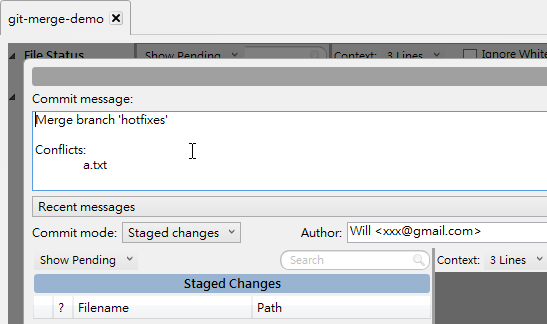 git-merge-demo
File Status
Show Pending
Context:
3 Lines
Ignore White
Commit message:
Merge branch 'hotfixes'
Conflicts:
a.txt
Recent messages
Commit mode: Staged changes Author: Will <xxx@gmail.com>
Show Pending Search Context: 3 Lines
Staged Changes
? Filename Path